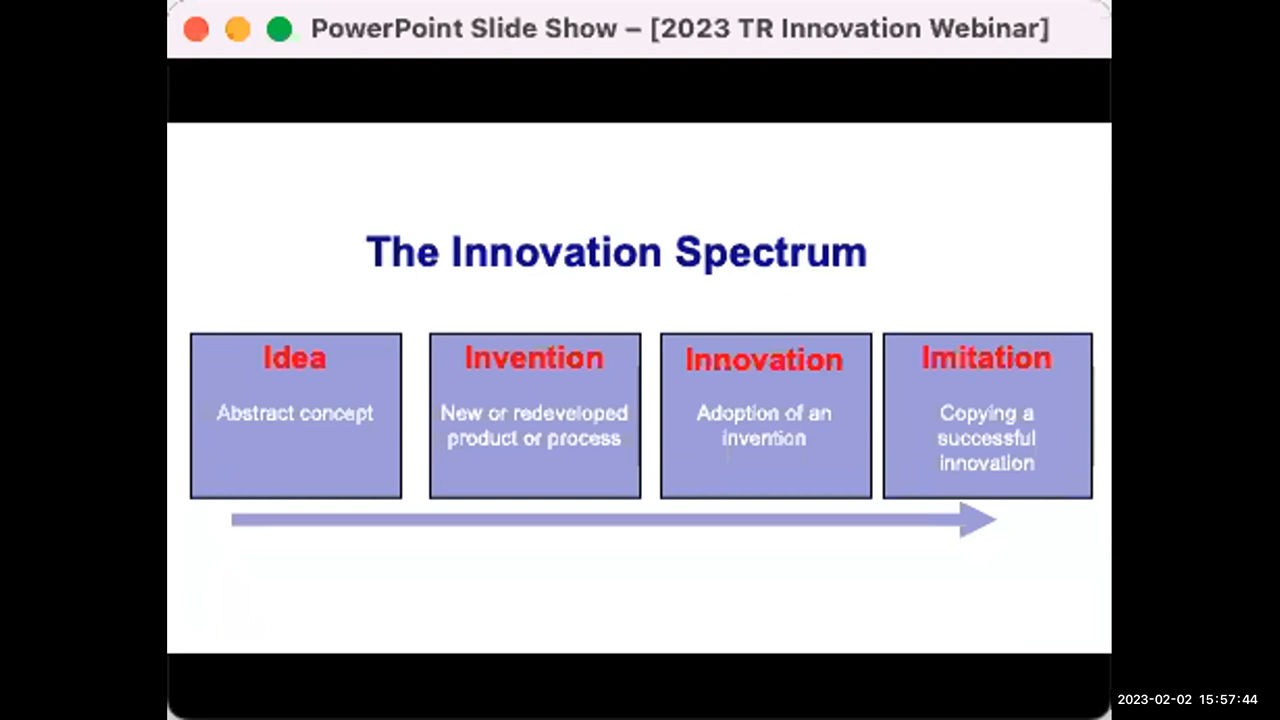 PowerPoint Slide Show – [2023 TR Innovation Webinar]
The Innovation Spectrum
Idea
Abstract concept
Invention
New or redeveloped
product or process
Innovation
Adoption of an
invention
Imitation
Copying a
successful
innovation
2023-02-02 15:57:44